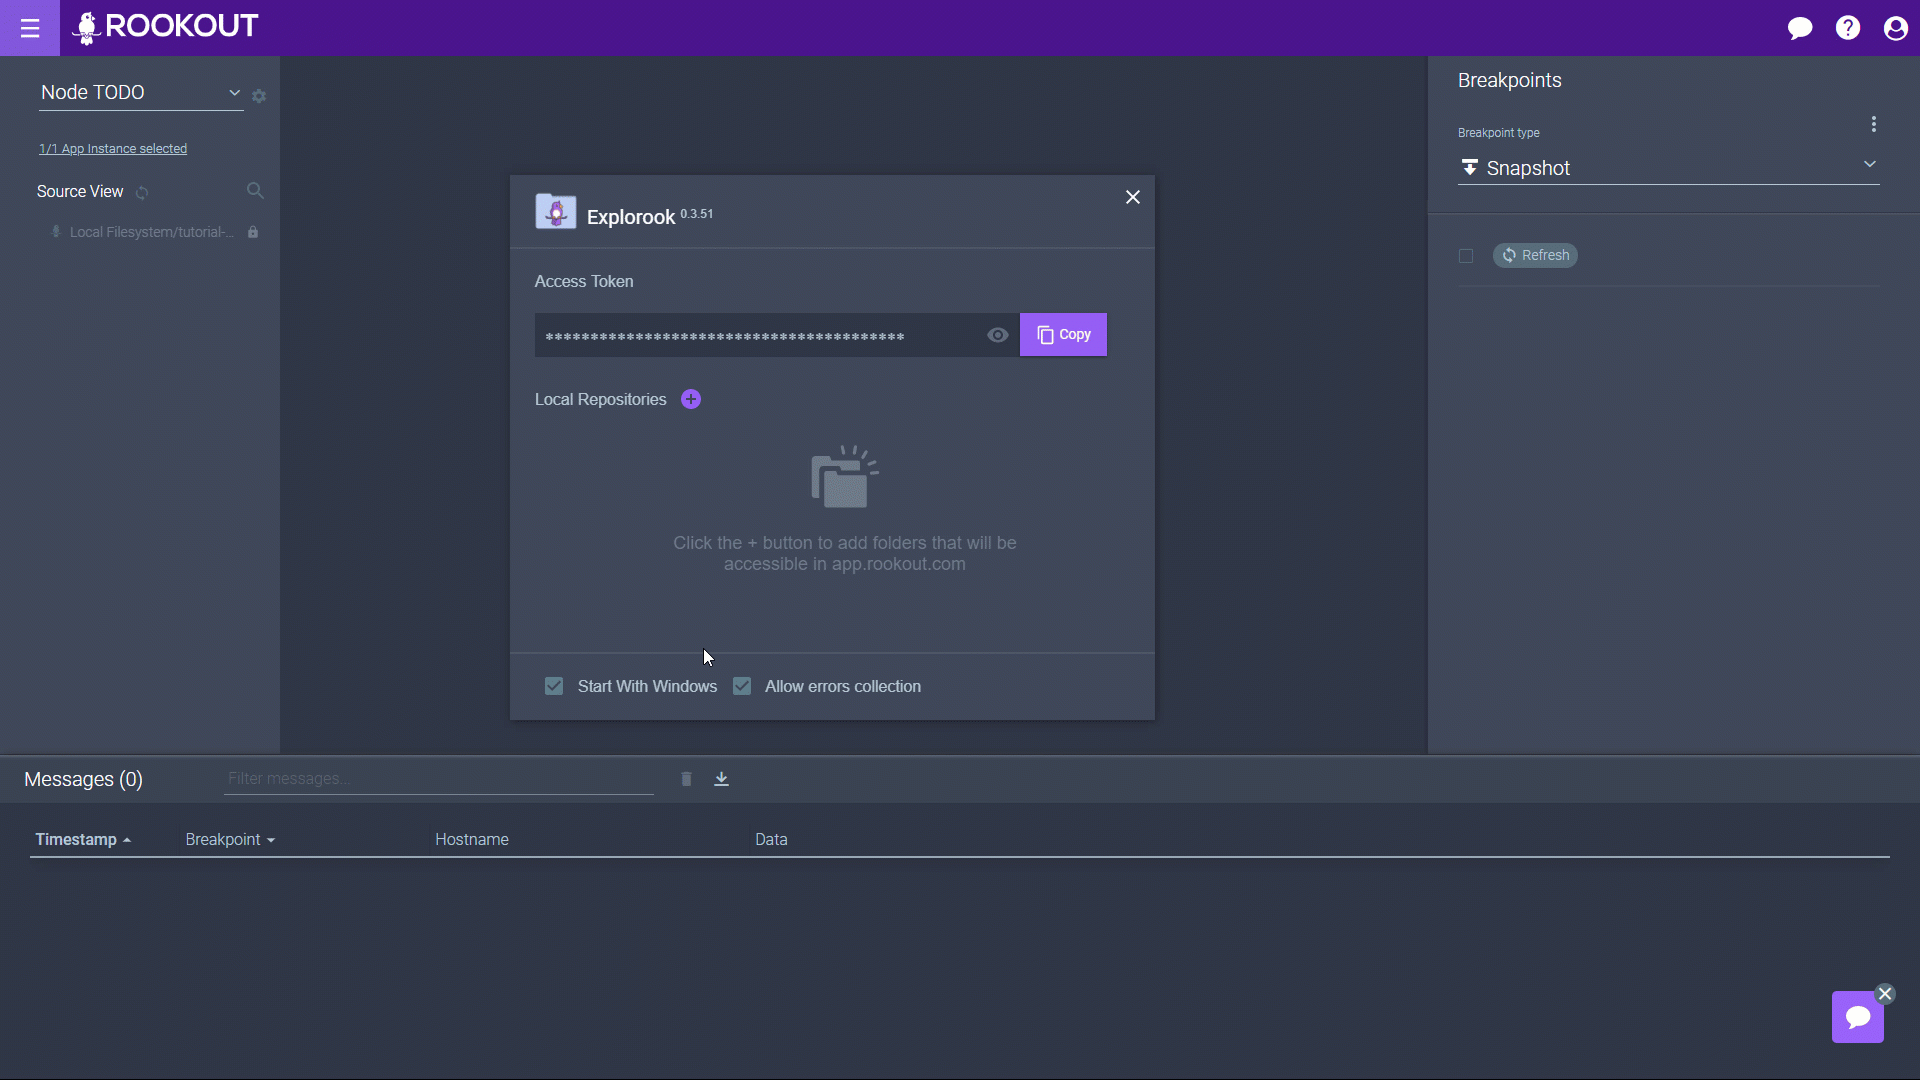 ROOKOUT
Node TODO
1/1 App Instance selected
Source View
Local Filesystem/tutorial-...
Explorook 0.3.51
Access Token
****************************************
Copy
Local Repositories
Click the + button to add folders that will be
accessible in app.rookout.com
Start With Windows
Allow errors collection
Breakpoints
Breakpoint type
Snapshot
Refresh
Messages (0)
Filter messages...
Timestamp
Breakpoint
Hostname
Data